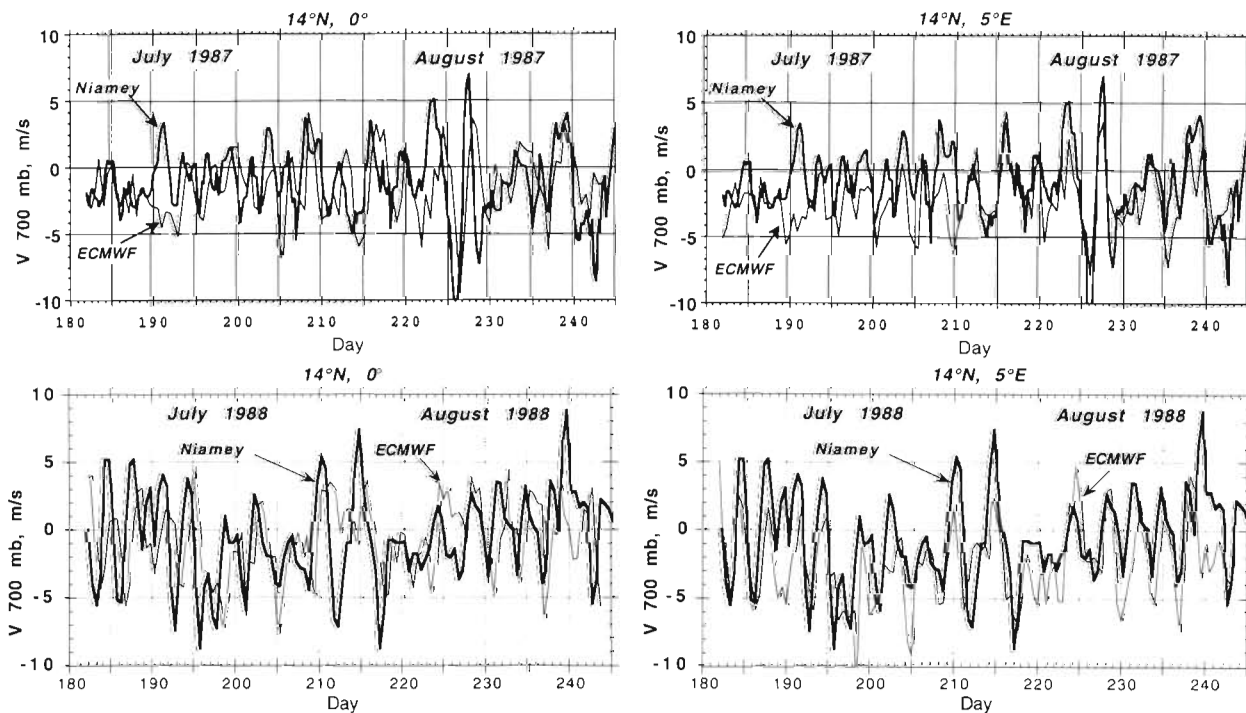 14°N, 0°
10
5
0
-5
-10
V 700 mb, m/s
July 1987
August 1987
Niamey
ECMWF
180 190 200 210 220 230 240
Day
14°N, 5°E
10
5
0
-5
-10
V 700 mb, m/s
July 1987
August 1987
Niamey
ECMWF
180 190 200 210 220 230 240
Day
14°N, 0°
10
5
0
-5
-10
V 700 mb, m/s
July 1988
August 1988
Niamey
ECMWF
180 190 200 210 220 230 240
Day
14°N, 5°E
10
5
0
-5
-10
V 700 mb, m/s
July 1988
August 1988
Niamey
ECMWF
180 190 200 210 220 230 240
Day